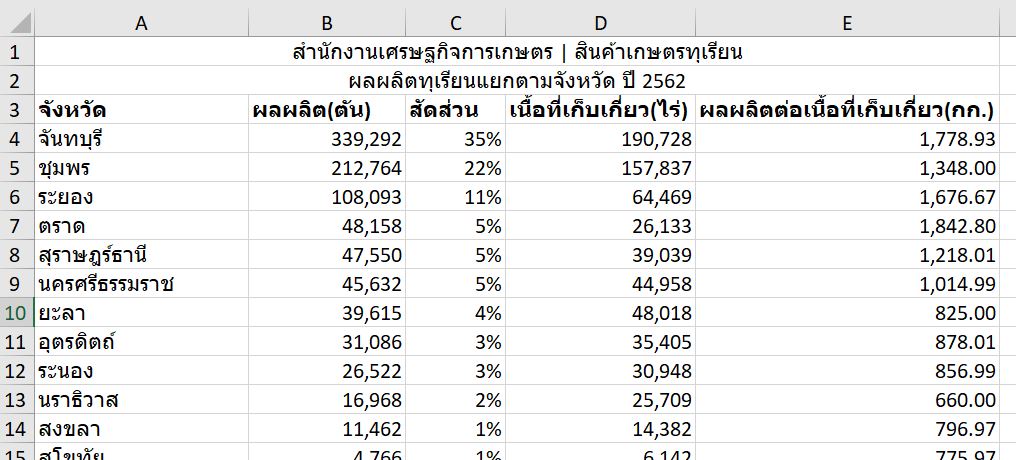 A B C D E
1 สำนักงานเศรษฐกิจการเกษตร | สินค้าเกษตรทุเรียน
2 ผลผลิตทุเรียนแยกตามจังหวัด ปี 2562
3 จังหวัด ผลผลิต(ตัน) สัดส่วน เนื้อที่เก็บเกี่ยว(ไร่) ผลผลิตต่อเนื้อที่เก็บเกี่ยว(กก.)
4 จันทบุรี 339,292 35% 190,728 1,778.93
5 ชุมพร 212,764 22% 157,837 1,348.00
6 ระยอง 108,093 11% 64,469 1,676.67
7 ตราด 48,158 5% 26,133 1,842.80
8 สุราษฎร์ธานี 47,550 5% 39,039 1,218.01
9 นครศรีธรรมราช 45,632 5% 44,958 1,014.99
10 ยะลา 39,615 4% 48,018 825.00
11 อุตรดิตถ์ 31,086 3% 35,405 878.01
12 ระนอง 26,522 3% 30,948 856.99
13 นราธิวาส 16,968 2% 25,709 660.00
14 สงขลา 11,462 1% 14,382 796.97
15 สุโขทัย 4,766 1% 6,142 775.97